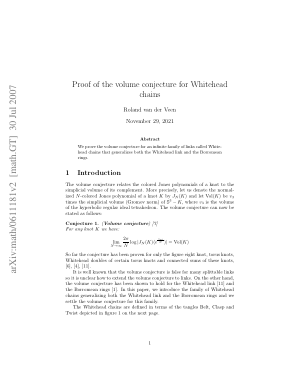 arXiv:math/0611181v2 [math.GT] 30 Jul 2007
Proof of the volume conjecture for Whitehead
chains
Roland van der Veen
November 29, 2021
Abstract
We prove the volume conjecture for an infinite family of links called White-
head chains that generalizes both the Whitehead link and the Borromean
rings.
1 Introduction
The volume conjecture relates the colored Jones polynomials of a knot to the
simplicial volume of its complement. More precisely, let us denote the nor-
malized N-colored Jones polynomial of a knot K by J_N(K) and let Vol(K) be v_3
times the simplicial volume (Gromov norm) of S^3 − K, where v_3 is the volume
of the hyperbolic regular ideal tetrahedron. The volume conjecture can now be
stated as follows:
Conjecture 1. (Volume conjecture)
For any knot K we have:
lim 2π/N log |J_N(K)| = Vol(K)
So far the conjecture has been proven for only the figure eight knot, torus knots,
Whitehead doubles of certain torus knots and connected sums of these knots,
It is well known that the volume conjecture is false for many splittable links
so it is unclear how to extend the volume conjecture to links. On the other hand,
the volume conjecture has been shown to hold for the Whitehead link and
the Borromean rings. In this paper, we introduce the family of Whitehead
chains generalizing both the Whitehead link and the Borromean rings and we
settle the volume conjecture for this family.
The Whitehead chains are defined in terms of the tangles Belt, Clasp and
Twist depicted in figure 1 on the next page.
1